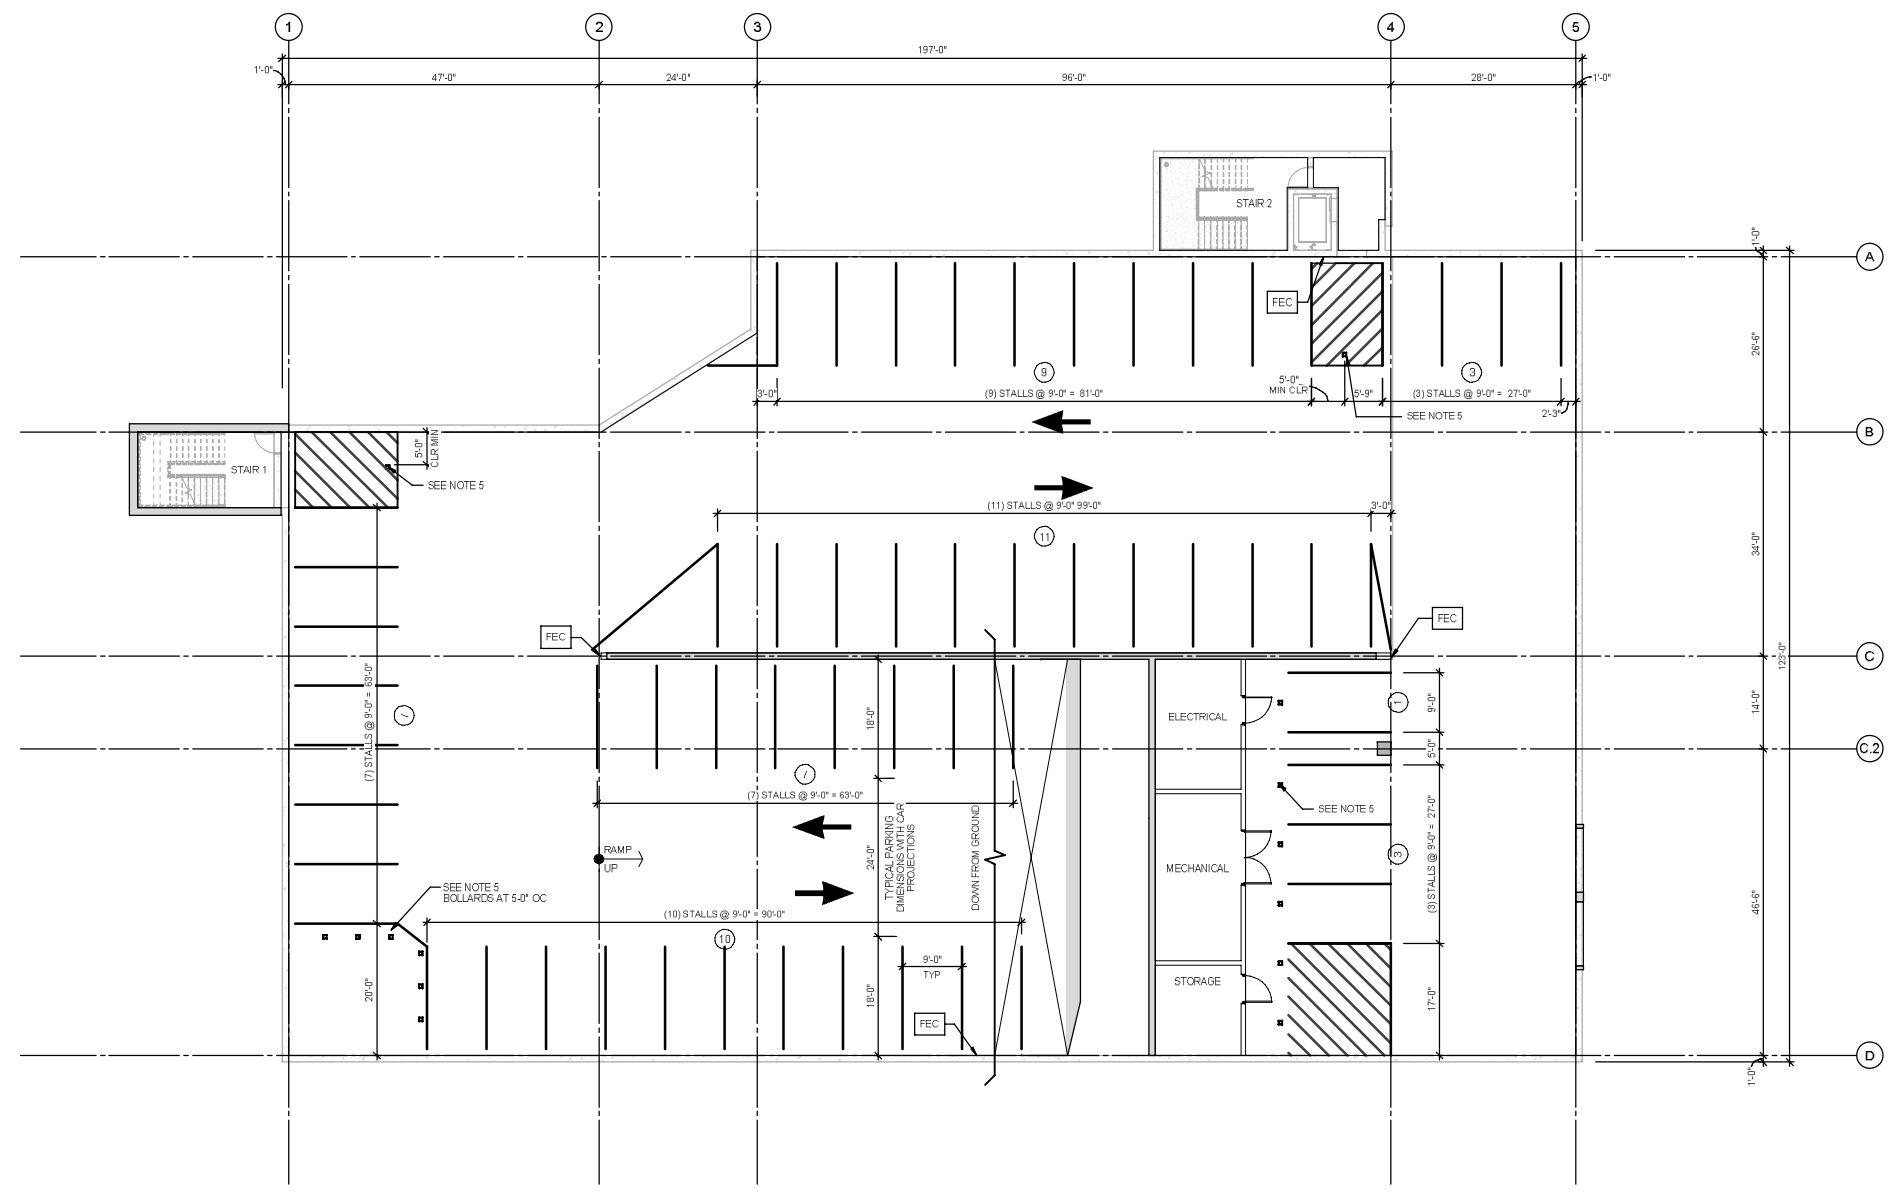 1
2
3
4
5
197'-0"
1'-0"
47'-0"
24'-0"
96'-0"
28'-0"
1'-0"
STAIR 2
1'-0"
A
FEC
26'-6"
9
3
5'-0"
MIN CLR
3'-0"
(9) STALLS @ 9'-0" = 81'-0"
5'-9"
(3) STALLS @ 9'-0" = 27'-0"
2'-3"
SEE NOTE 5
B
5'-0"
CLR MIN
STAIR 1
SEE NOTE 5
(11) STALLS @ 9'-0" 99'-0"
3'-0"
11
34'-0"
FEC
FEC
C
123'-0"
(7) STALLS @ 9'-0" = 63'-0"
7
18'-0"
ELECTRICAL
1
9'-0"
14'-0"
5'-0"
C.2
7
(7) STALLS @ 9'-0" = 63'-0"
SEE NOTE 5
TYPICAL PARKING
DIMENSIONS WITH CAR
PROJECTIONS
DOWN FROM GROUND
24'-0"
RAMP
UP
MECHANICAL
3
(3) STALLS @ 9'-0" = 27'-0"
46'-6"
SEE NOTE 5
BOLLARDS AT 5'-0" OC
(10) STALLS @ 9'-0" = 90'-0"
10
9'-0"
TYP
STORAGE
20'-0"
18'-0"
17'-0"
FEC
D
1'-0"